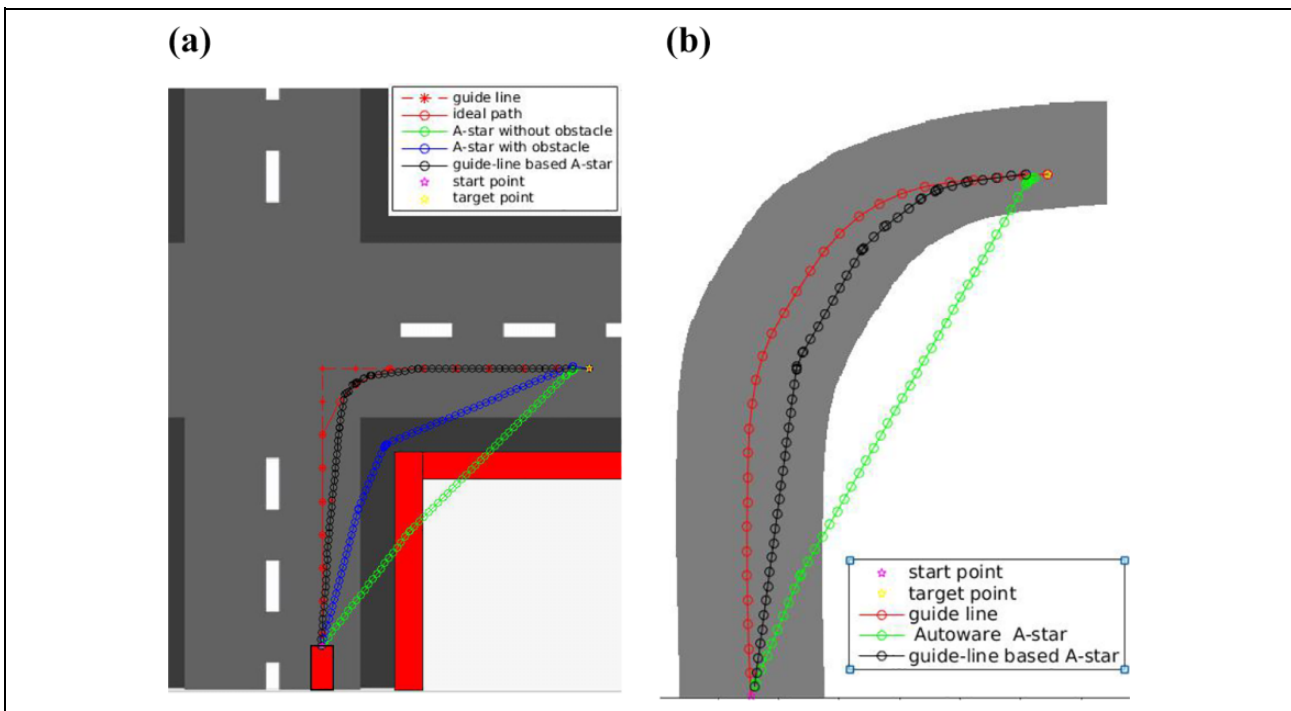 (a)
guide line
ideal path
A-star without obstacle
A-star with obstacle
guide-line based A-star
start point
target point
(b)
start point
target point
guide line
Autoware A-star
guide-line based A-star